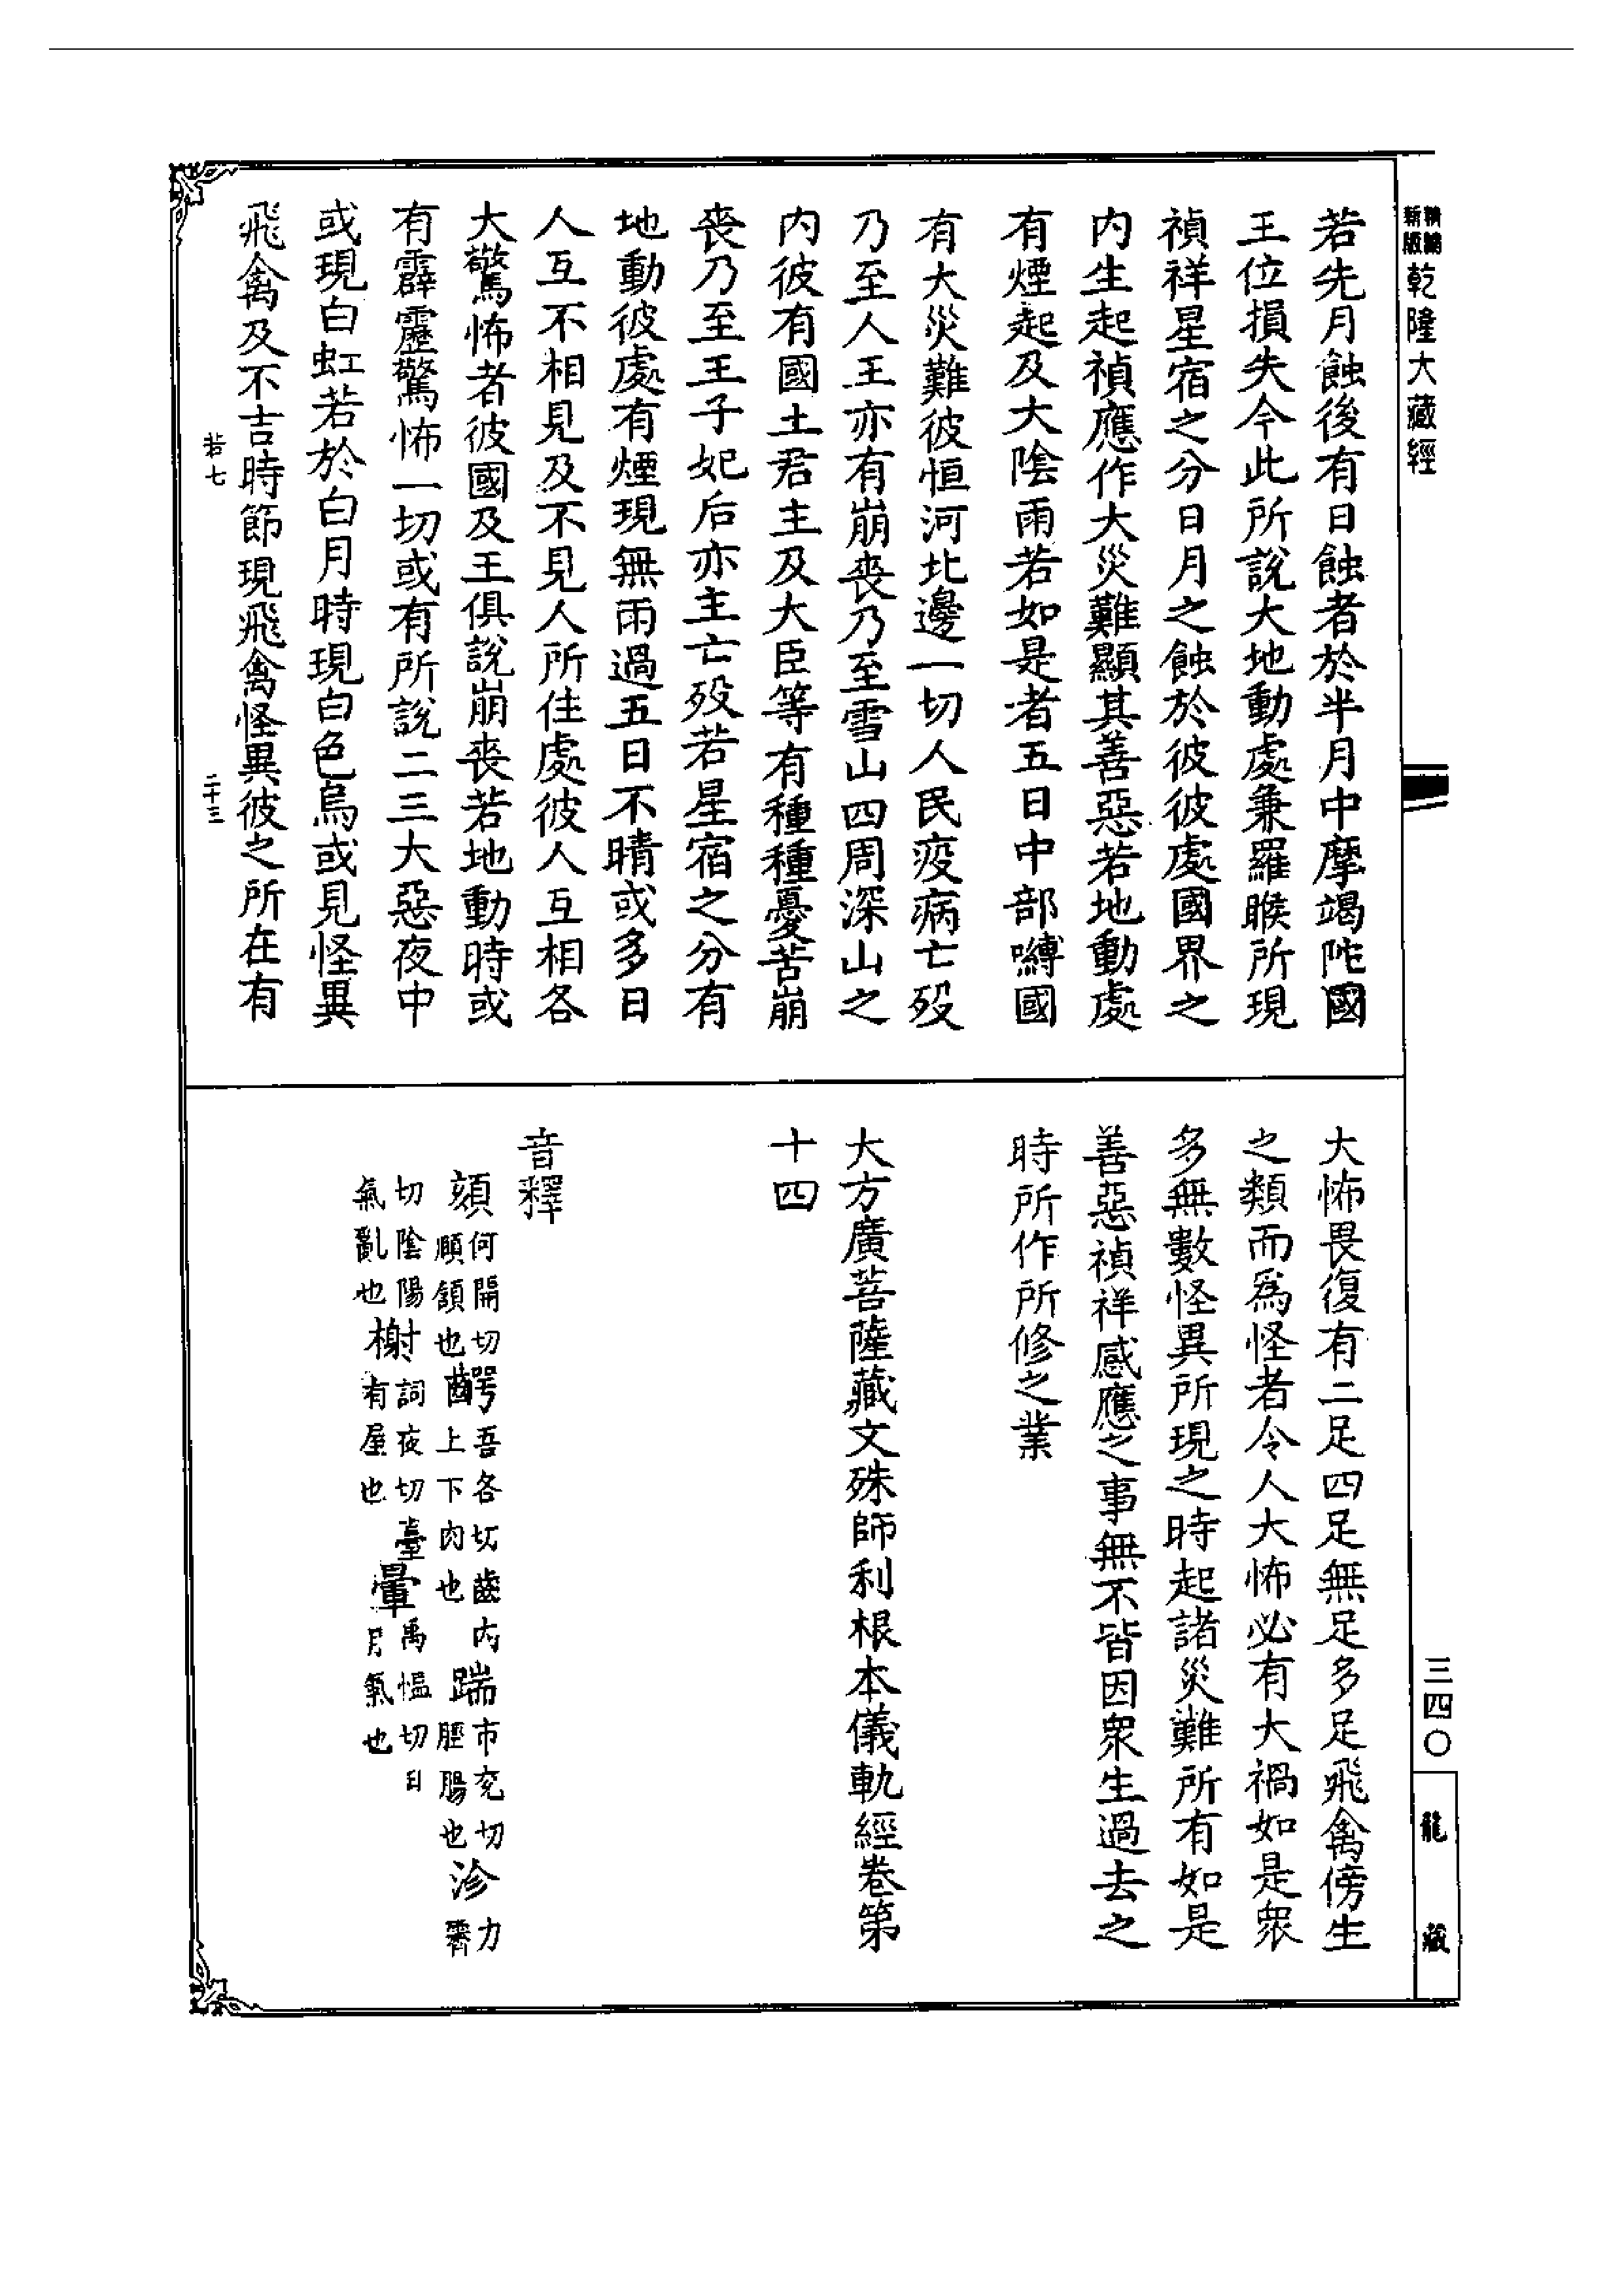 新版
乾隆大藏經
若先月蝕後有日蝕者於半月中摩竭陀國
王位損失今此所說大地動處兼羅睺所現
禎祥星宿之分日月之蝕於彼彼處國界之
內生起禎應作大災難顯其善惡若地動處
有煙起及大陰雨若如是者五日中部囀國
有大災難彼恒河北邊一切人民疫病亡歿
乃至人王亦有崩喪乃至雪山四周深山之
內彼有國土君主及大臣等有種種憂苦崩
喪乃至王子妃后亦主亡歿若星宿之分有
地動彼處有煙現無雨過五日不晴或多日
人互不相見及不見人所住處彼人互相各
大驚怖者彼國及王俱說崩喪若地動時或
有霹靂驚怖一切或有所說二三大惡夜中
或現白虹若於白月時現白色烏或見怪異
飛禽及不吉時節現飛禽怪異彼之所在有
若七 二十三
大怖畏復有二足四足無足多足飛禽傍生
之類而為怪者令人大怖必有大禍如是眾
多無數怪異所現之時起諸災難所有如是
善惡禎祥感應之事無不皆因眾生過去之
時所作所修之業
大方廣菩薩藏文殊師利根本儀軌經卷第
十四
音釋
頦何開切頤頷也 齶吾各切齒內上下肉也 踹市兗切脛腸也 沴力霽
切陰陽氣亂也 榭詞夜切臺有屋也 暈禹慍切日月氣也
三四〇
龍藏